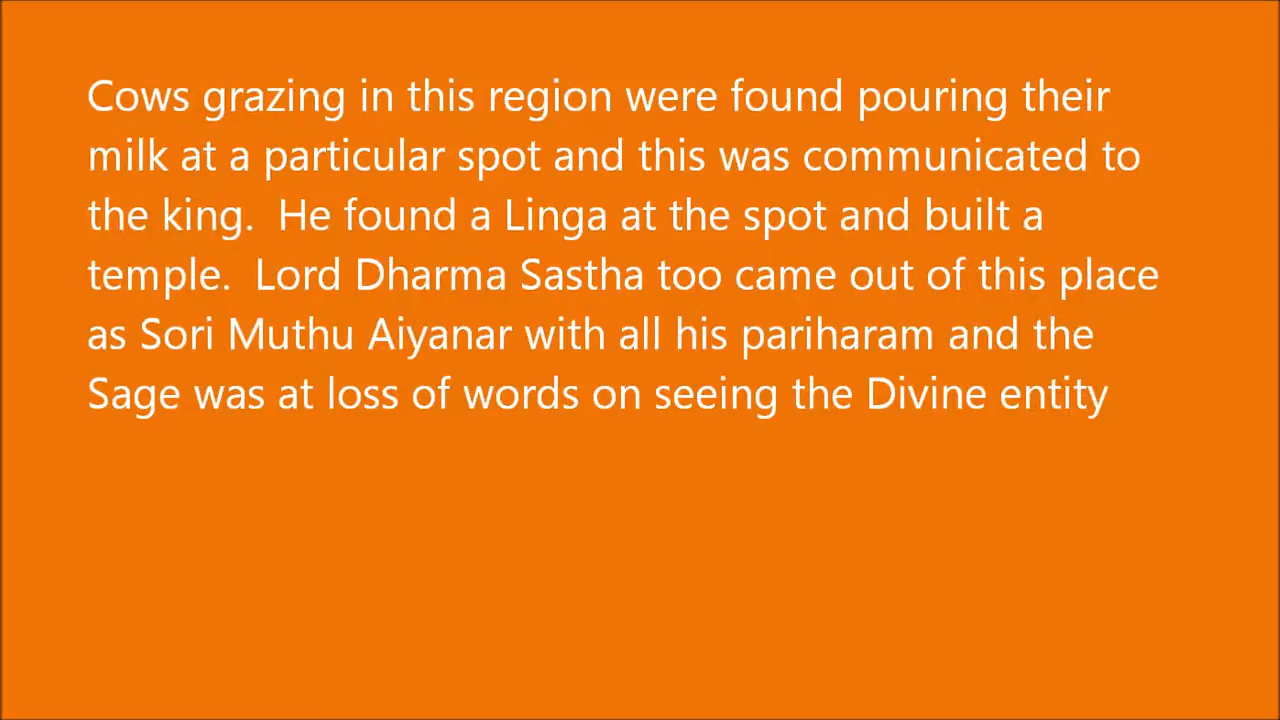 Cows grazing in this region were found pouring their
milk at a particular spot and this was communicated to
the king.  He found a Linga at the spot and built a
temple.  Lord Dharma Sastha too came out of this place
as Sori Muthu Aiyanar with all his pariharam and the
Sage was at loss of words on seeing the Divine entity